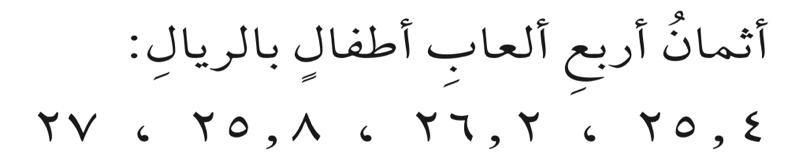 أثمانُ أربعِ ألعابِ أطفالٍ بالريالِ:
٢٥,٤ ، ٢٦,٢ ، ٢٥,٨ ، ٢٧